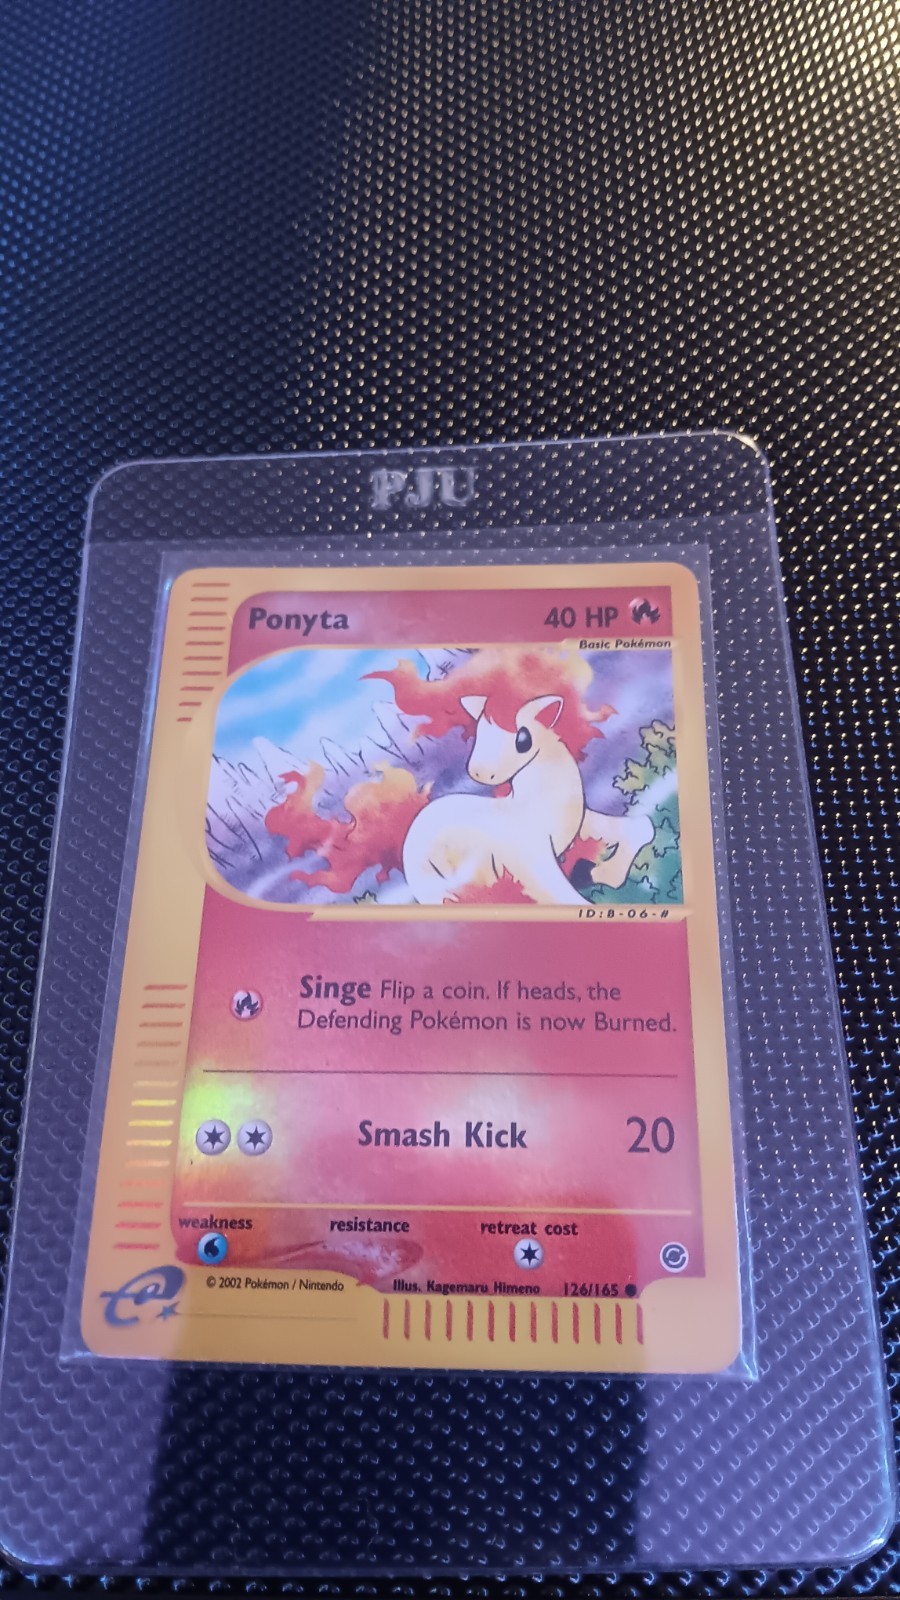 PJU
Ponyta 40 HP
Basic Pokémon
ID:B-06-#
Singe Flip a coin. If heads, the
Defending Pokémon is now Burned.
Smash Kick 20
weakness resistance retreat cost
© 2002 Pokémon / Nintendo Illus. Kagemaru Himeno 126/165
e